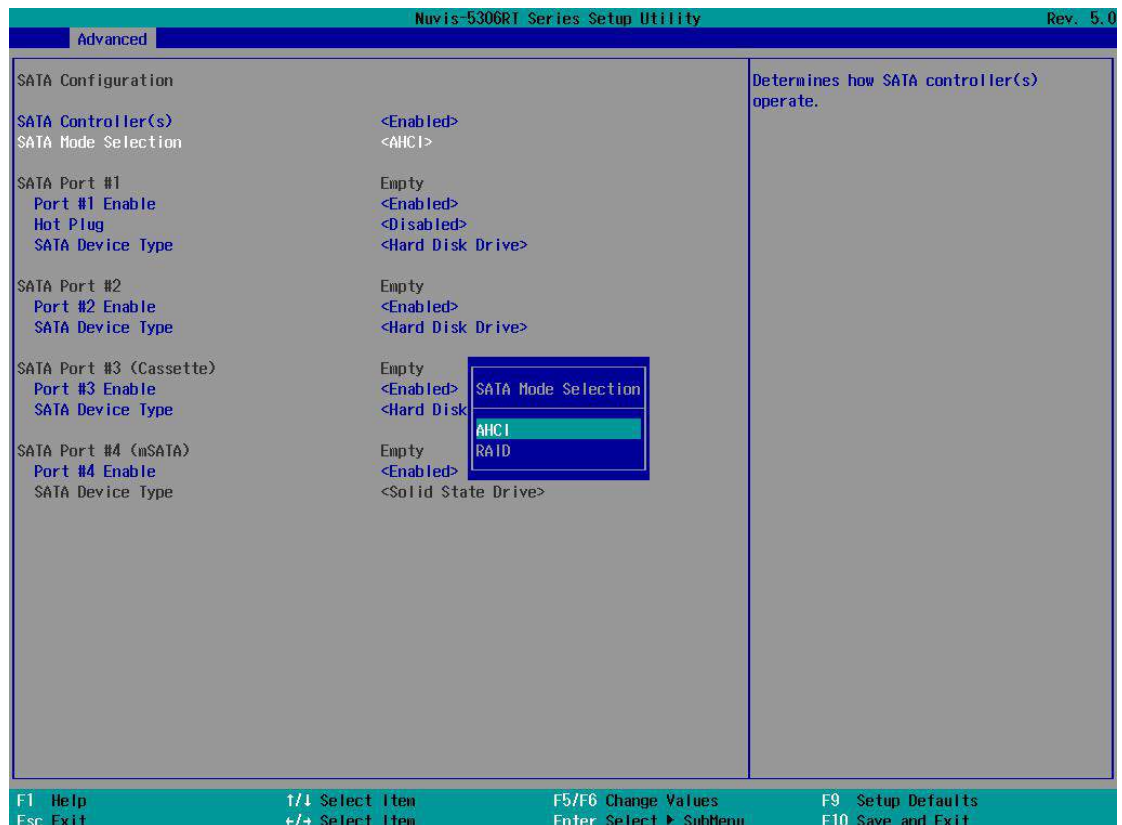 Nuvis-5306RT Series Setup Utility Rev. 5.0
Advanced
SATA Configuration
SATA Controller(s) <Enabled>
SATA Mode Selection <AHCI>
SATA Port #1 Empty
Port #1 Enable <Enabled>
Hot Plug <Disabled>
SATA Device Type <Hard Disk Drive>
SATA Port #2 Empty
Port #2 Enable <Enabled>
SATA Device Type <Hard Disk Drive>
SATA Port #3 (Cassette) Empty
Port #3 Enable <Enabled>
SATA Device Type <Hard Disk
SATA Port #4 (mSATA) Empty
Port #4 Enable <Enabled>
SATA Device Type <Solid State Drive>
SATA Mode Selection
AHCI
RAID
Determines how SATA controller(s)
operate.
F1 Help ↑/↓ Select Item F5/F6 Change Values F9 Setup Defaults
Esc Exit ←/→ Select Item Enter Select ▶ SubMenu F10 Save and Exit